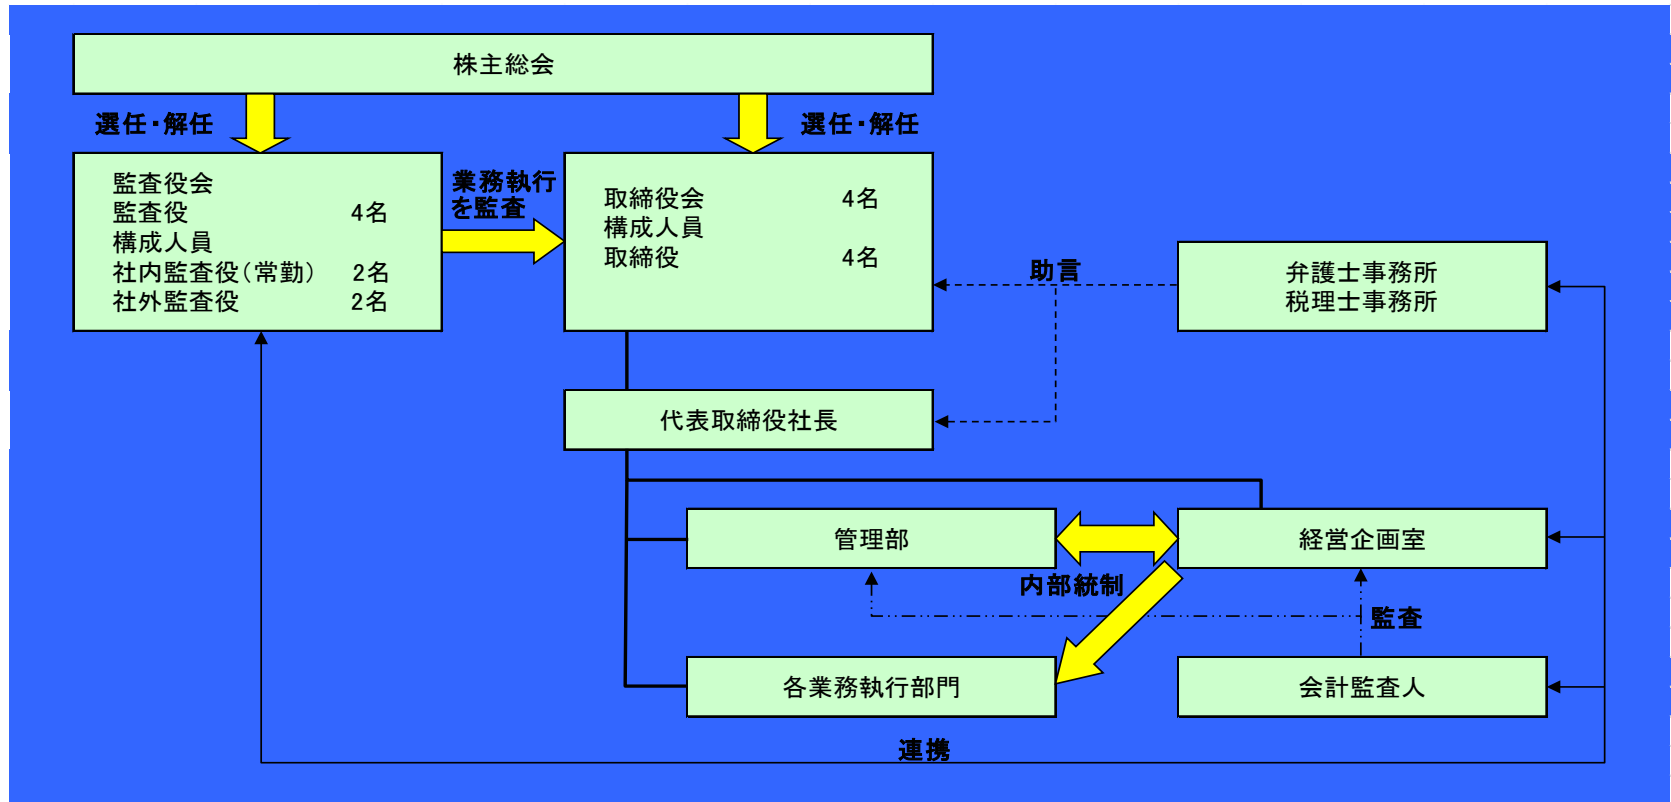 株主総会
選任・解任
選任・解任
監査役会
監査役 4名
構成人員
社内監査役(常勤) 2名
社外監査役 2名
業務執行
を監査
取締役会 4名
構成人員
取締役 4名
助言
弁護士事務所
税理士事務所
代表取締役社長
管理部
経営企画室
内部統制
監査
各業務執行部門
会計監査人
連携